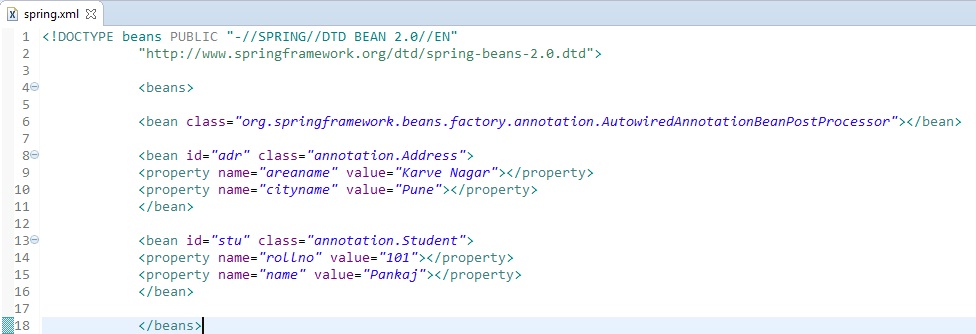 spring.xml
1 <!DOCTYPE beans PUBLIC "-//SPRING//DTD BEAN 2.0//EN"
2 "http://www.springframework.org/dtd/spring-beans-2.0.dtd">
3
4 <beans>
5
6 <bean class="org.springframework.beans.factory.annotation.AutowiredAnnotationBeanPostProcessor"></bean>
7
8 <bean id="adr" class="annotation.Address">
9 <property name="areaname" value="Karve Nagar"></property>
10 <property name="cityname" value="Pune"></property>
11 </bean>
12
13 <bean id="stu" class="annotation.Student">
14 <property name="rollno" value="101"></property>
15 <property name="name" value="Pankaj"></property>
16 </bean>
17
18 </beans>